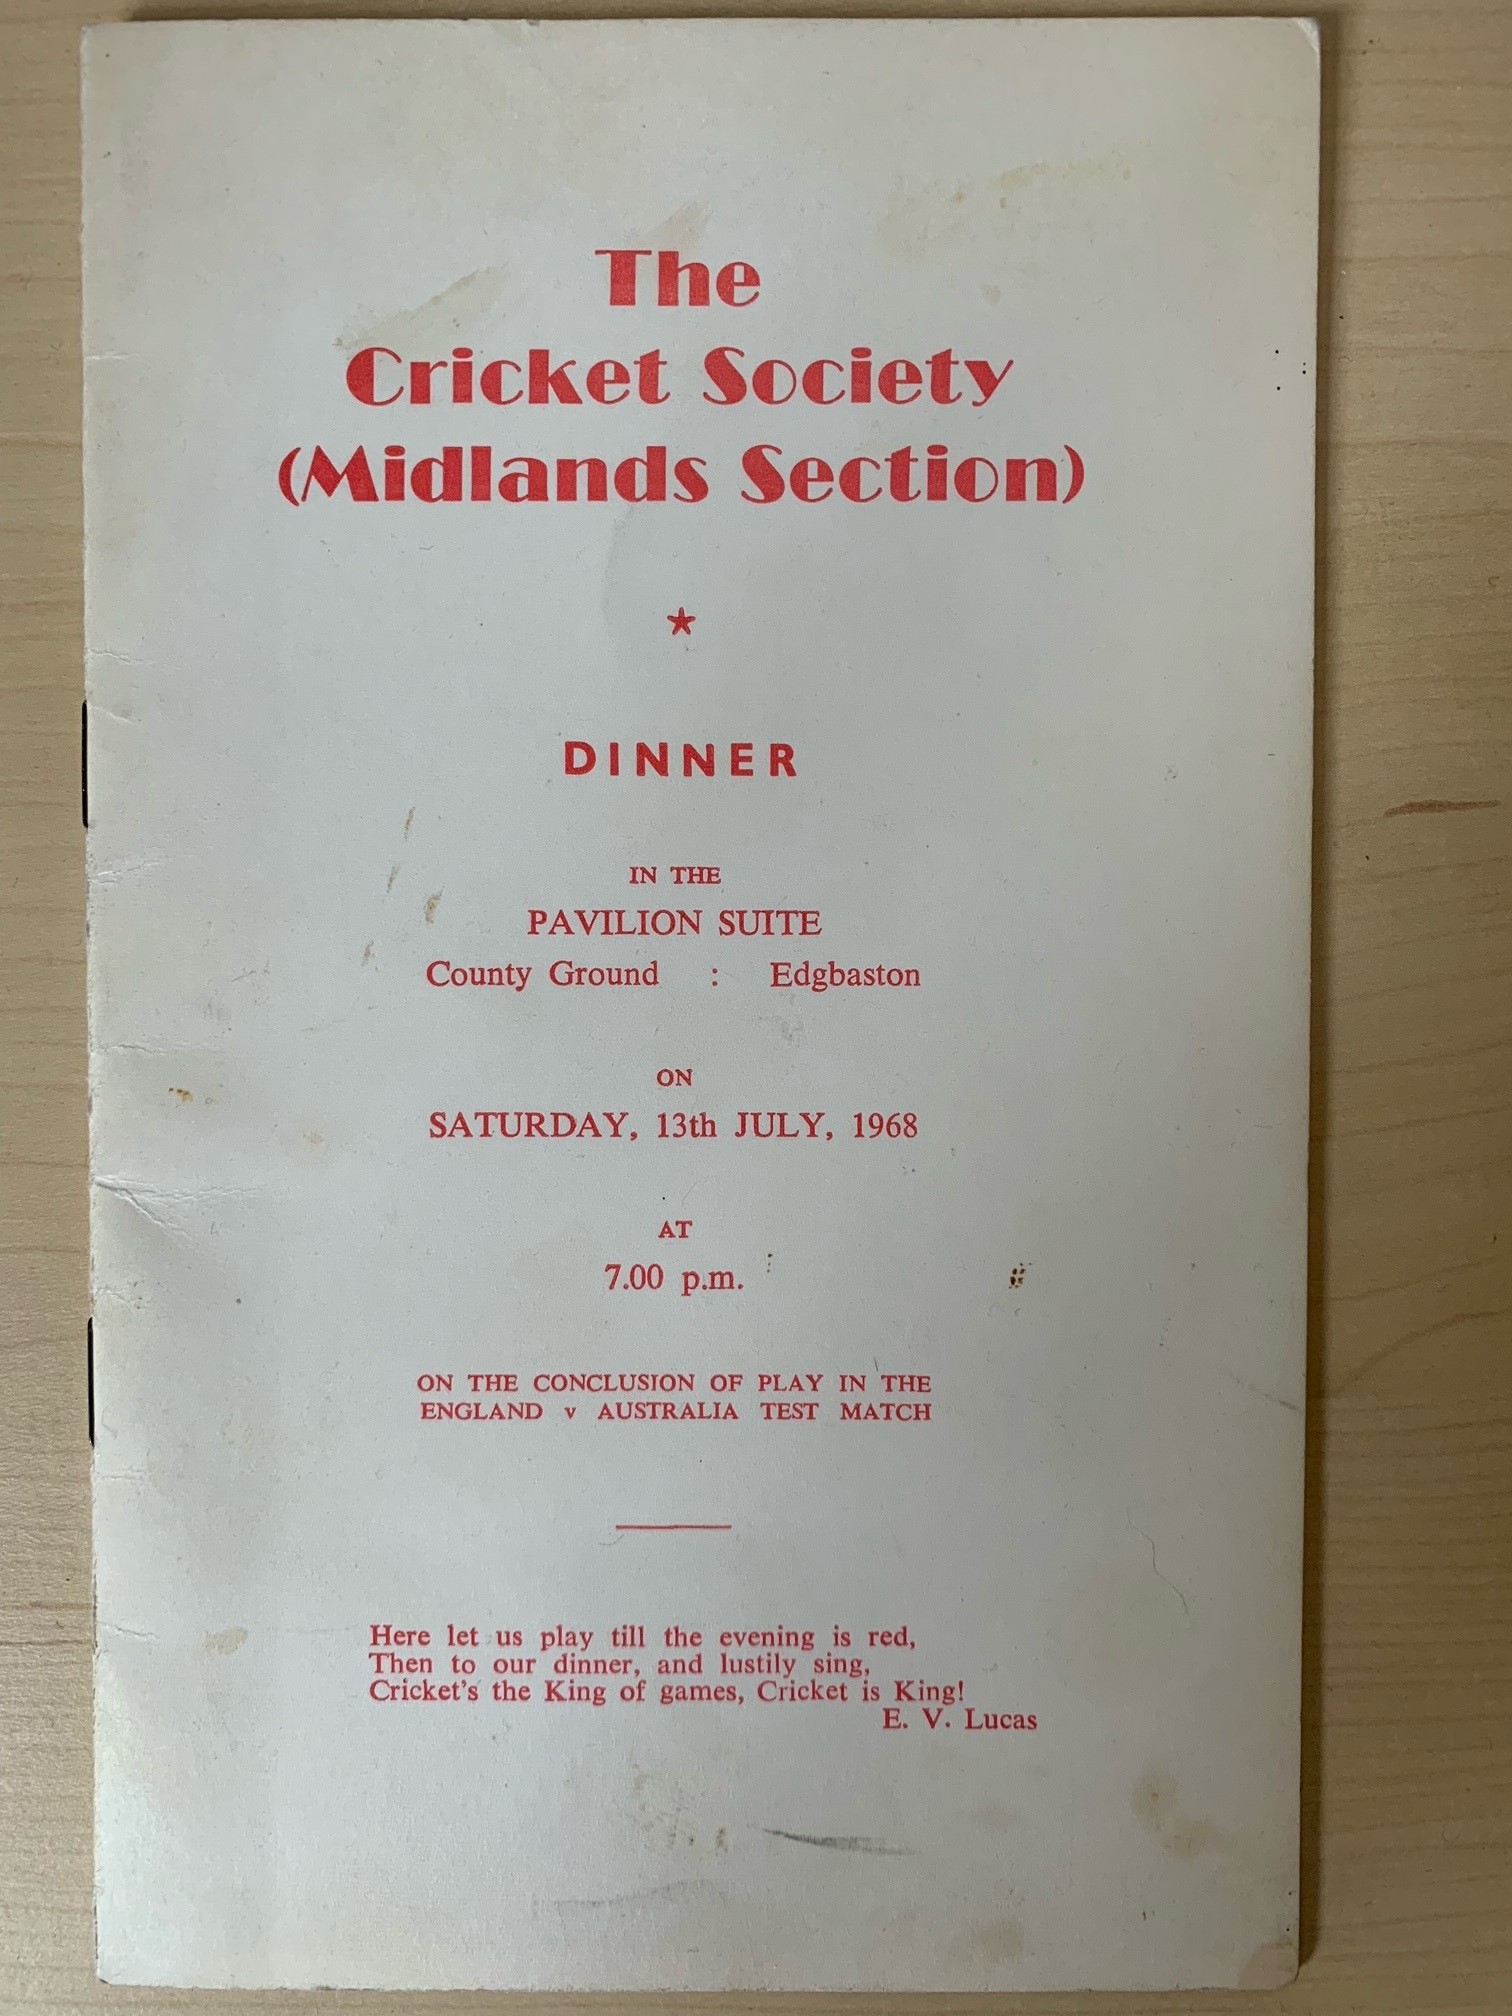 The
Cricket Society
(Midlands Section)
DINNER
IN THE
PAVILION SUITE
County Ground : Edgbaston
ON
SATURDAY, 13th JULY, 1968
AT
7.00 p.m.
ON THE CONCLUSION OF PLAY IN THE
ENGLAND v AUSTRALIA TEST MATCH
Here let us play till the evening is red,
Then to our dinner, and lustily sing,
Cricket's the King of games, Cricket is King!
E. V. Lucas